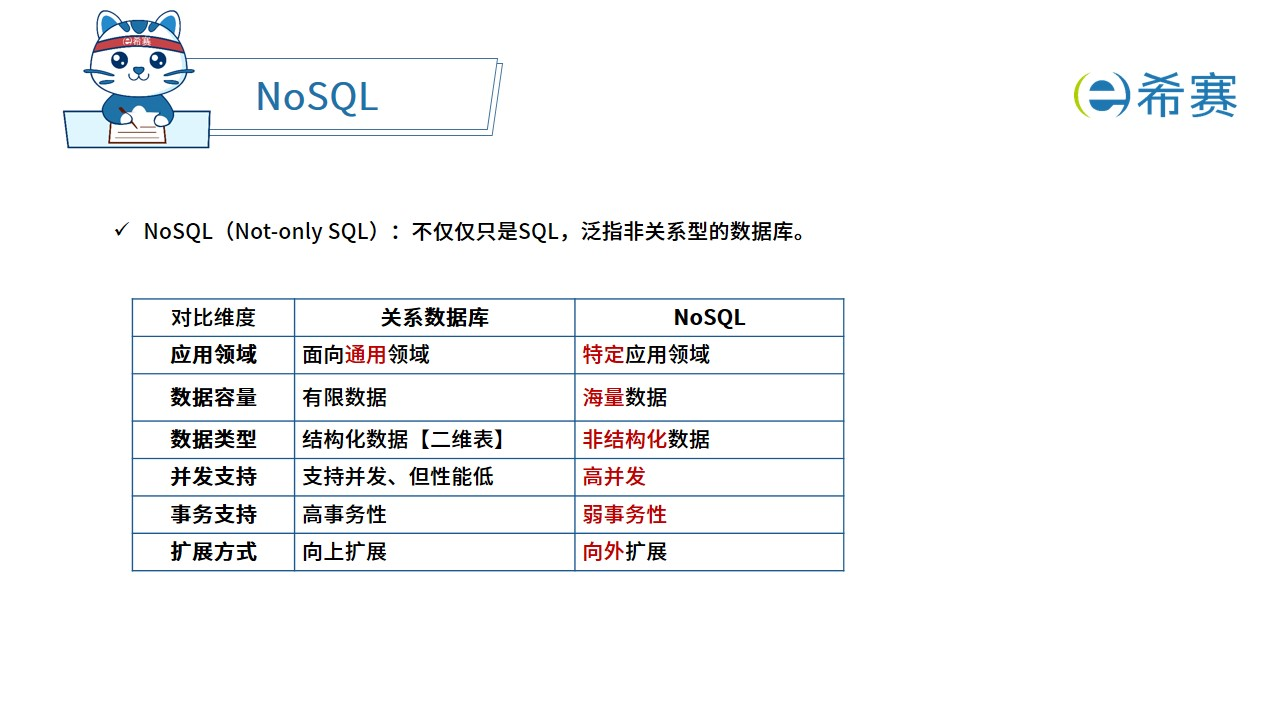 希赛
NoSQL
希赛
✓ NoSQL（Not-only SQL）：不仅仅只是SQL，泛指非关系型的数据库。
对比维度 关系数据库 NoSQL
应用领域 面向通用领域 特定应用领域
数据容量 有限数据 海量数据
数据类型 结构化数据【二维表】 非结构化数据
并发支持 支持并发、但性能低 高并发
事务支持 高事务性 弱事务性
扩展方式 向上扩展 向外扩展